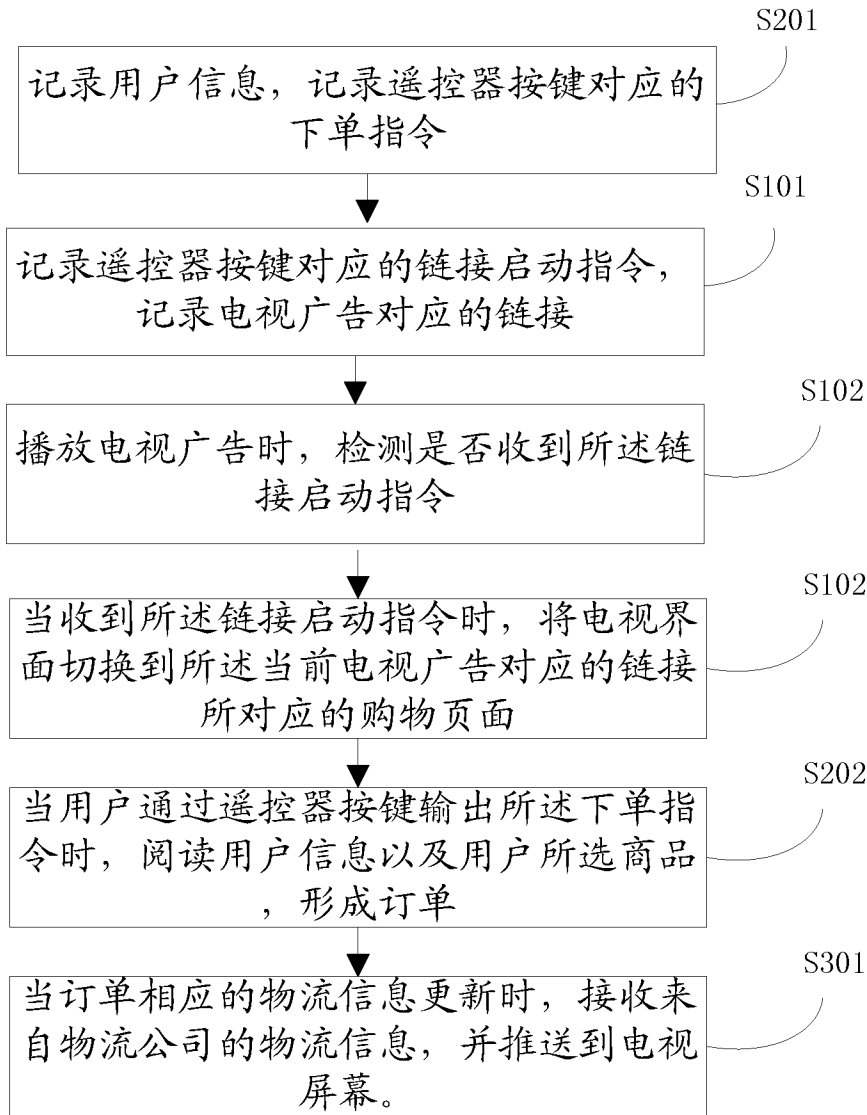 S201
记录用户信息，记录遥控器按键对应的
下单指令
S101
记录遥控器按键对应的链接启动指令，
记录电视广告对应的链接
S102
播放电视广告时，检测是否收到所述链
接启动指令
S102
当收到所述链接启动指令时，将电视界
面切换到所述当前电视广告对应的链接
所对应的购物页面
S202
当用户通过遥控器按键输出所述下单指
令时，阅读用户信息以及用户所选商品
，形成订单
S301
当订单相应的物流信息更新时，接收来
自物流公司的物流信息，并推送到电视
屏幕。